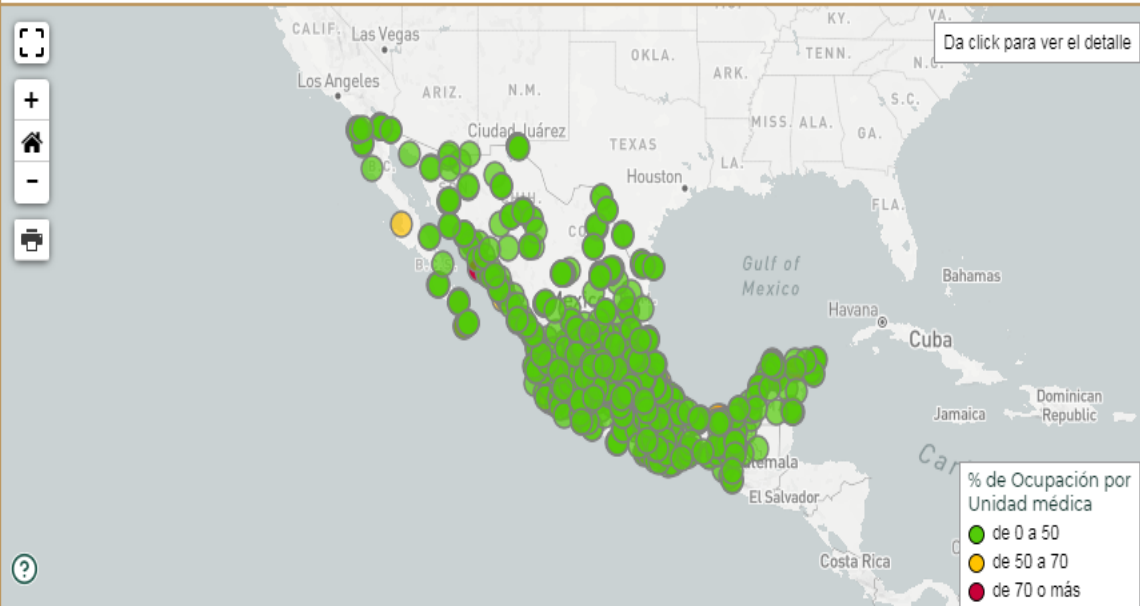 KY.
VA.
CALIF.
Las Vegas
Da click para ver el detalle
OKLA.
TENN.
N.C.
Los Angeles
ARK.
+
ARIZ.
N.M.
S.C.
MISS.
ALA.
Ciudad Juárez
GA.
TEXAS
LA.
Houston
-
FLA.
Gulf of
Mexico
Bahamas
Havana
Cuba
Dominican
Republic
Jamaica
El Salvador
Costa Rica
% de Ocupación por
Unidad médica
de 0 a 50
de 50 a 70
de 70 o más
?